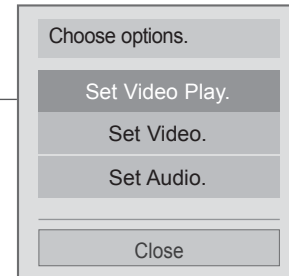 Choose options.
Set Video Play.
Set Video.
Set Audio.
Close